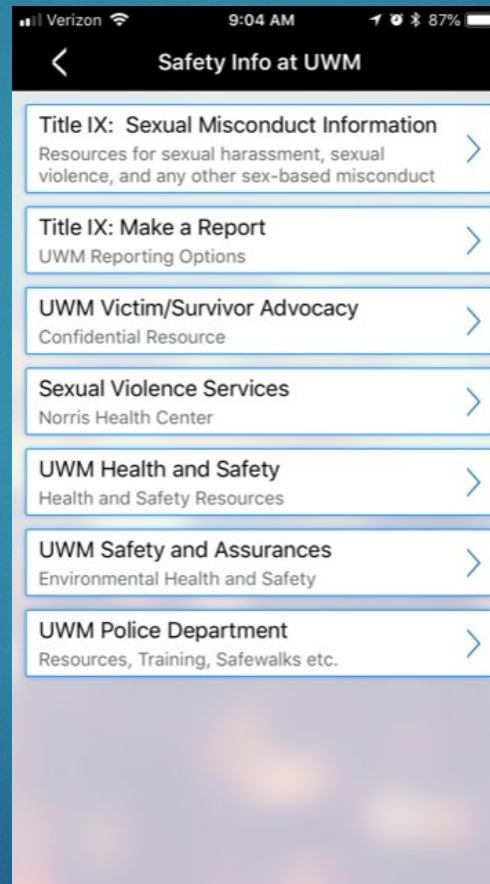 Verizon 9:04 AM 87%
Safety Info at UWM
Title IX:  Sexual Misconduct Information
Resources for sexual harassment, sexual
violence, and any other sex-based misconduct
Title IX: Make a Report
UWM Reporting Options
UWM Victim/Survivor Advocacy
Confidential Resource
Sexual Violence Services
Norris Health Center
UWM Health and Safety
Health and Safety Resources
UWM Safety and Assurances
Environmental Health and Safety
UWM Police Department
Resources, Training, Safewalks etc.